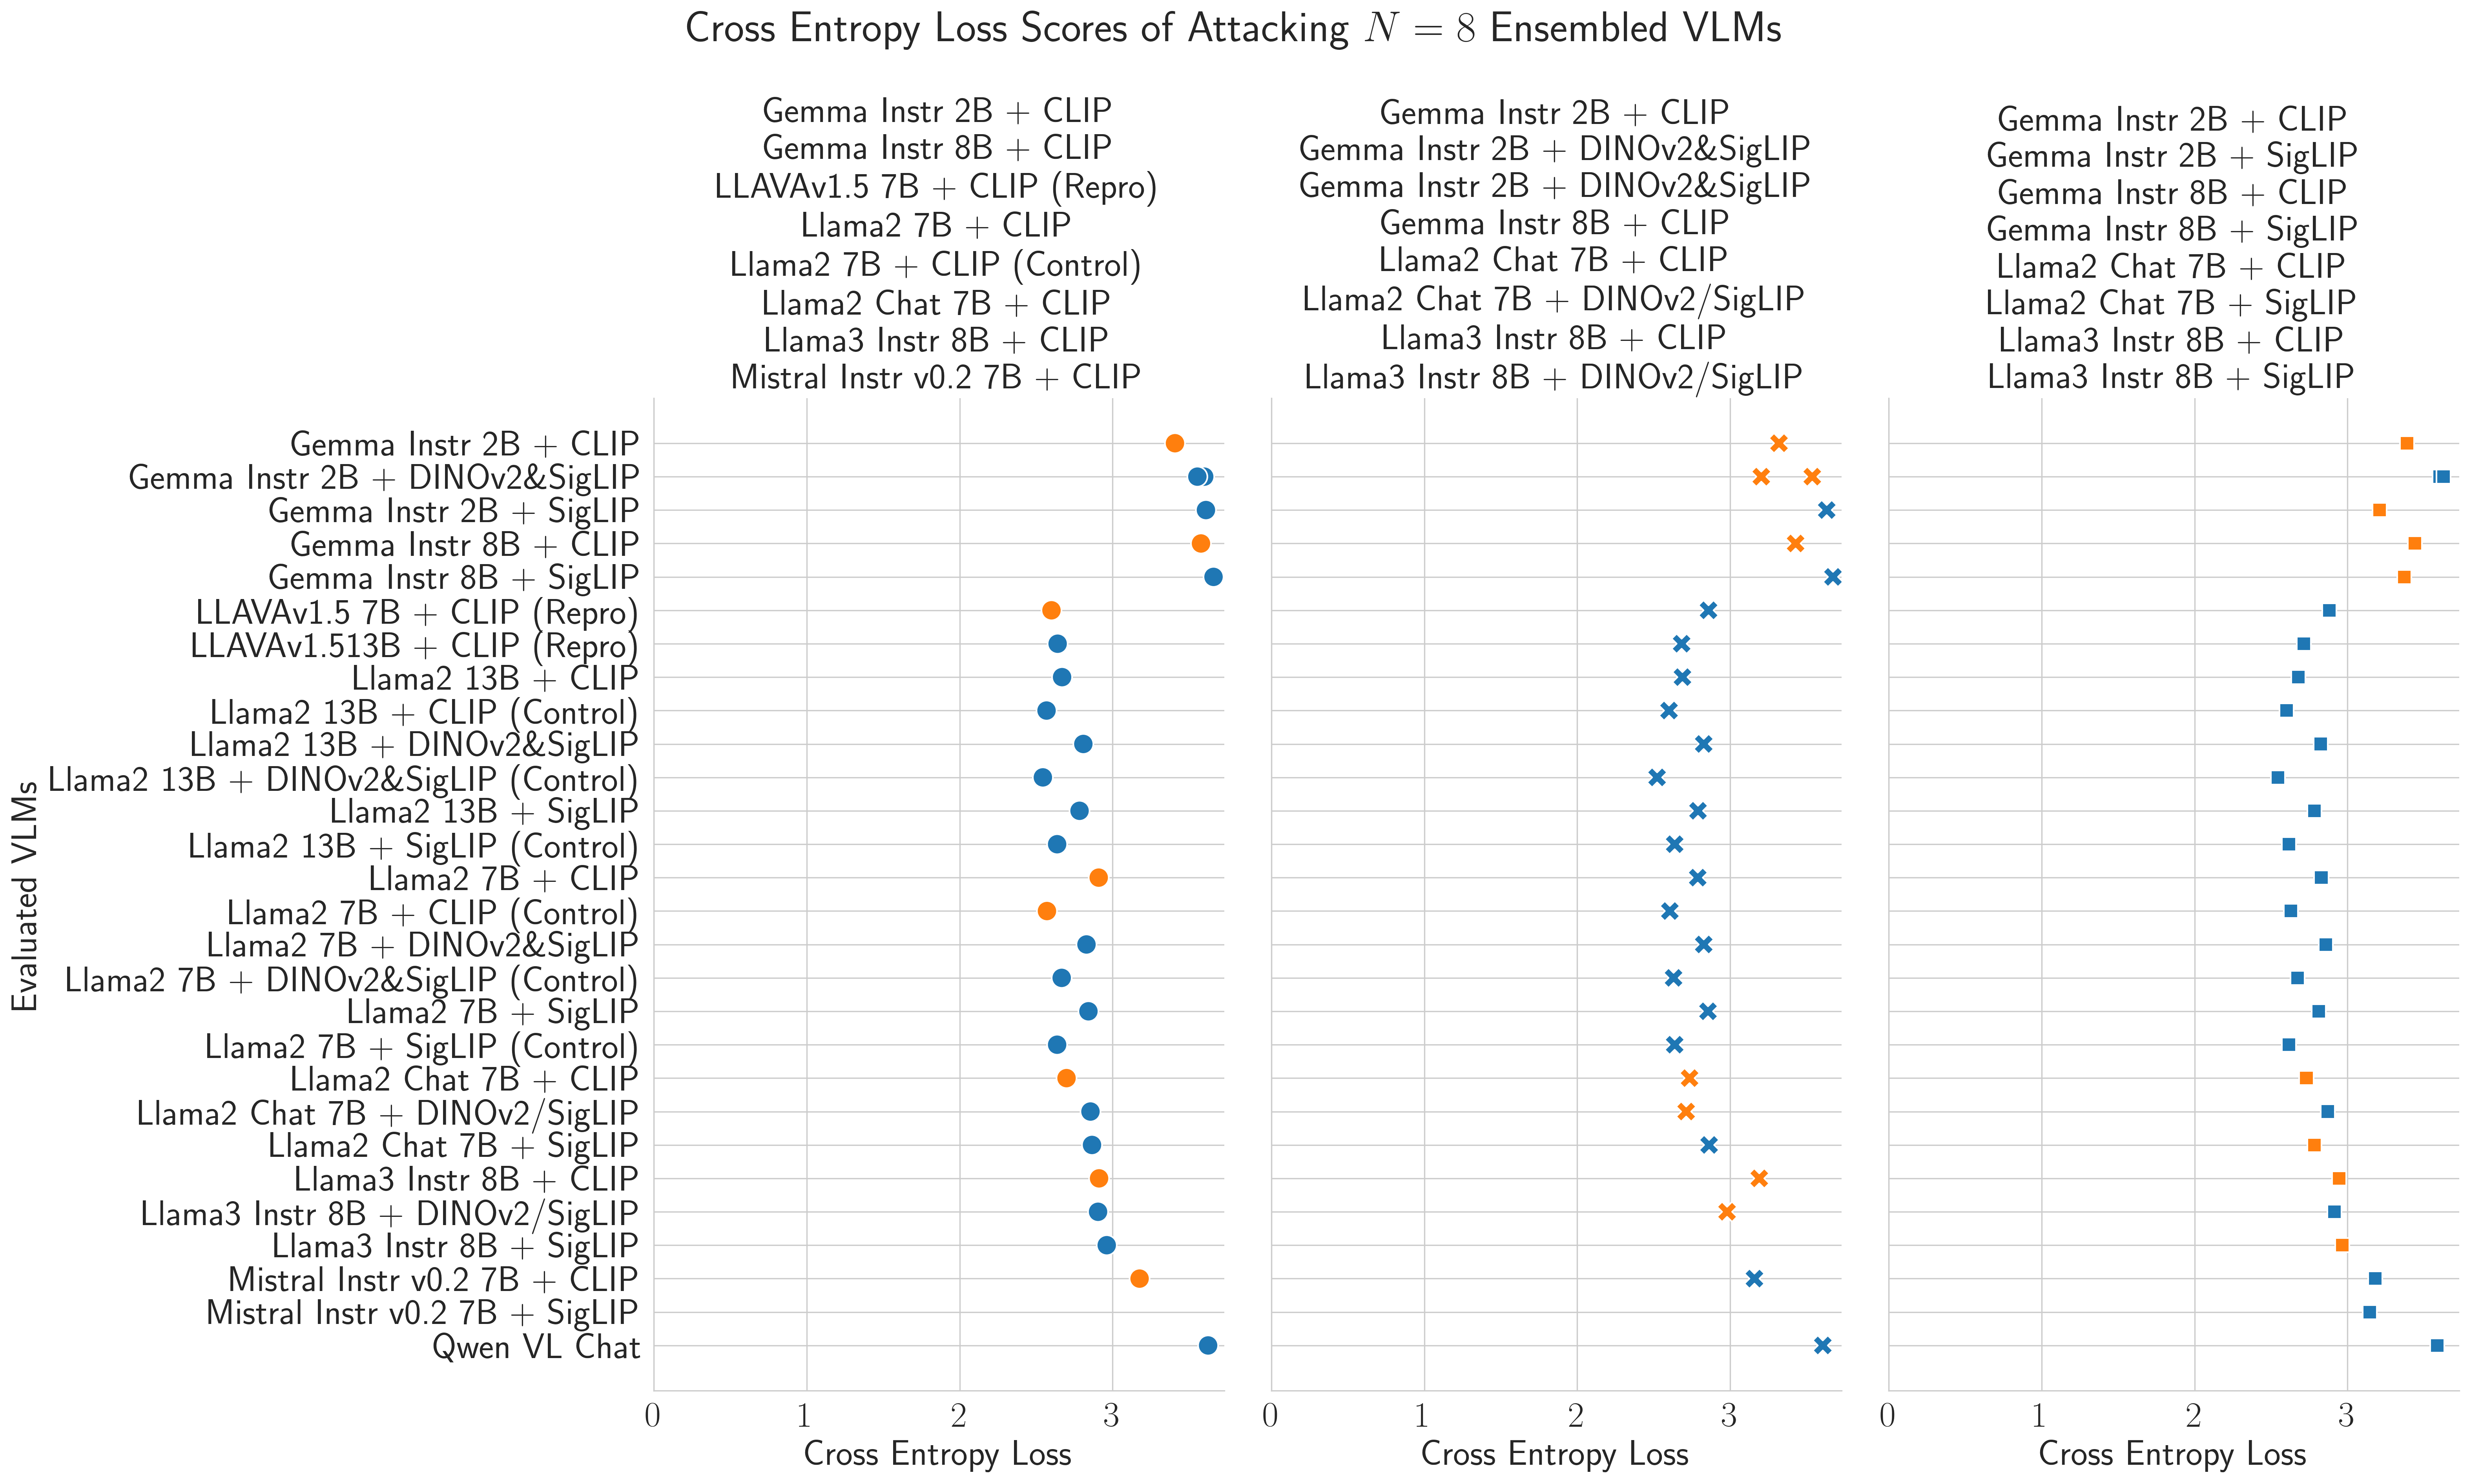 Cross Entropy Loss Scores of Attacking N = 8 Ensembled VLMs
Gemma Instr 2B + CLIP
Gemma Instr 8B + CLIP
LLAVAv1.5 7B + CLIP (Repro)
Llama2 7B + CLIP
Llama2 7B + CLIP (Control)
Llama2 Chat 7B + CLIP
Llama3 Instr 8B + CLIP
Mistral Instr v0.2 7B + CLIP
Gemma Instr 2B + CLIP
Gemma Instr 2B + DINOv2&SigLIP
Gemma Instr 2B + DINOv2&SigLIP
Gemma Instr 8B + CLIP
Llama2 Chat 7B + CLIP
Llama2 Chat 7B + DINOv2/SigLIP
Llama3 Instr 8B + CLIP
Llama3 Instr 8B + DINOv2/SigLIP
Gemma Instr 2B + CLIP
Gemma Instr 2B + SigLIP
Gemma Instr 8B + CLIP
Gemma Instr 8B + SigLIP
Llama2 Chat 7B + CLIP
Llama2 Chat 7B + SigLIP
Llama3 Instr 8B + CLIP
Llama3 Instr 8B + SigLIP
Evaluated VLMs
Gemma Instr 2B + CLIP
Gemma Instr 2B + DINOv2&SigLIP
Gemma Instr 2B + SigLIP
Gemma Instr 8B + CLIP
Gemma Instr 8B + SigLIP
LLAVAv1.5 7B + CLIP (Repro)
LLAVAv1.513B + CLIP (Repro)
Llama2 13B + CLIP
Llama2 13B + CLIP (Control)
Llama2 13B + DINOv2&SigLIP
Llama2 13B + DINOv2&SigLIP (Control)
Llama2 13B + SigLIP
Llama2 13B + SigLIP (Control)
Llama2 7B + CLIP
Llama2 7B + CLIP (Control)
Llama2 7B + DINOv2&SigLIP
Llama2 7B + DINOv2&SigLIP (Control)
Llama2 7B + SigLIP
Llama2 7B + SigLIP (Control)
Llama2 Chat 7B + CLIP
Llama2 Chat 7B + DINOv2/SigLIP
Llama2 Chat 7B + SigLIP
Llama3 Instr 8B + CLIP
Llama3 Instr 8B + DINOv2/SigLIP
Llama3 Instr 8B + SigLIP
Mistral Instr v0.2 7B + CLIP
Mistral Instr v0.2 7B + SigLIP
Qwen VL Chat
0 1 2 3
Cross Entropy Loss
0 1 2 3
Cross Entropy Loss
0 1 2 3
Cross Entropy Loss